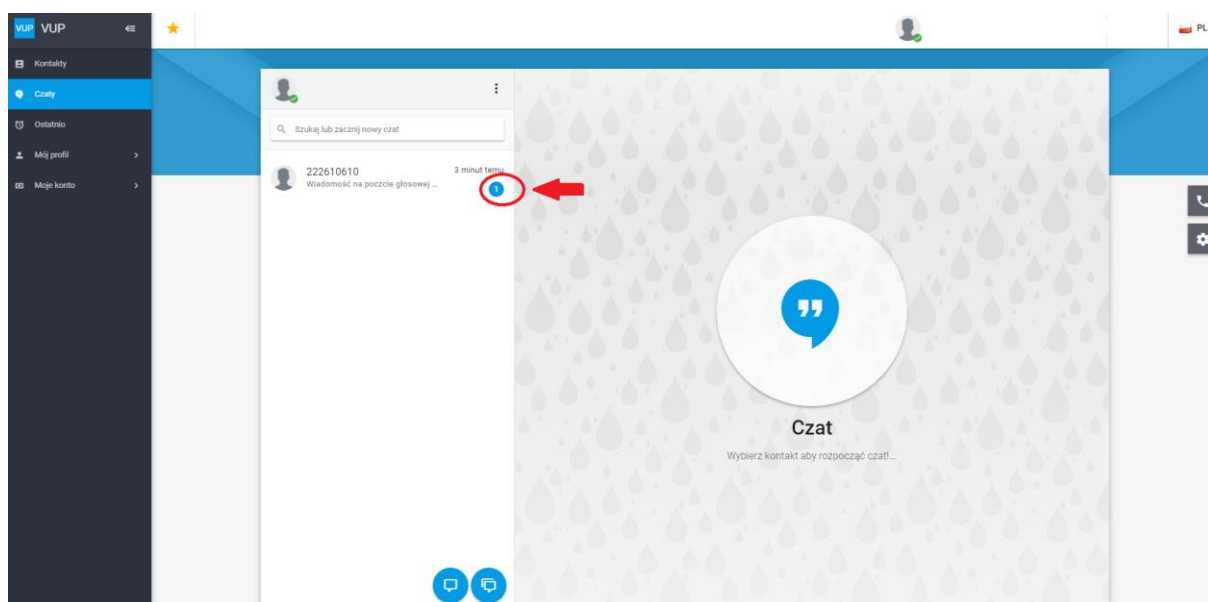 VUP VUP
PL
Kontakty
Czaty
Ostatnio
Mój profil
Moje konto
Szukaj lub zacznij nowy czat
222610610
3 minut temu
Wiadomość na poczcie głosowej ...
1
Czat
Wybierz kontakt aby rozpocząć czat!...